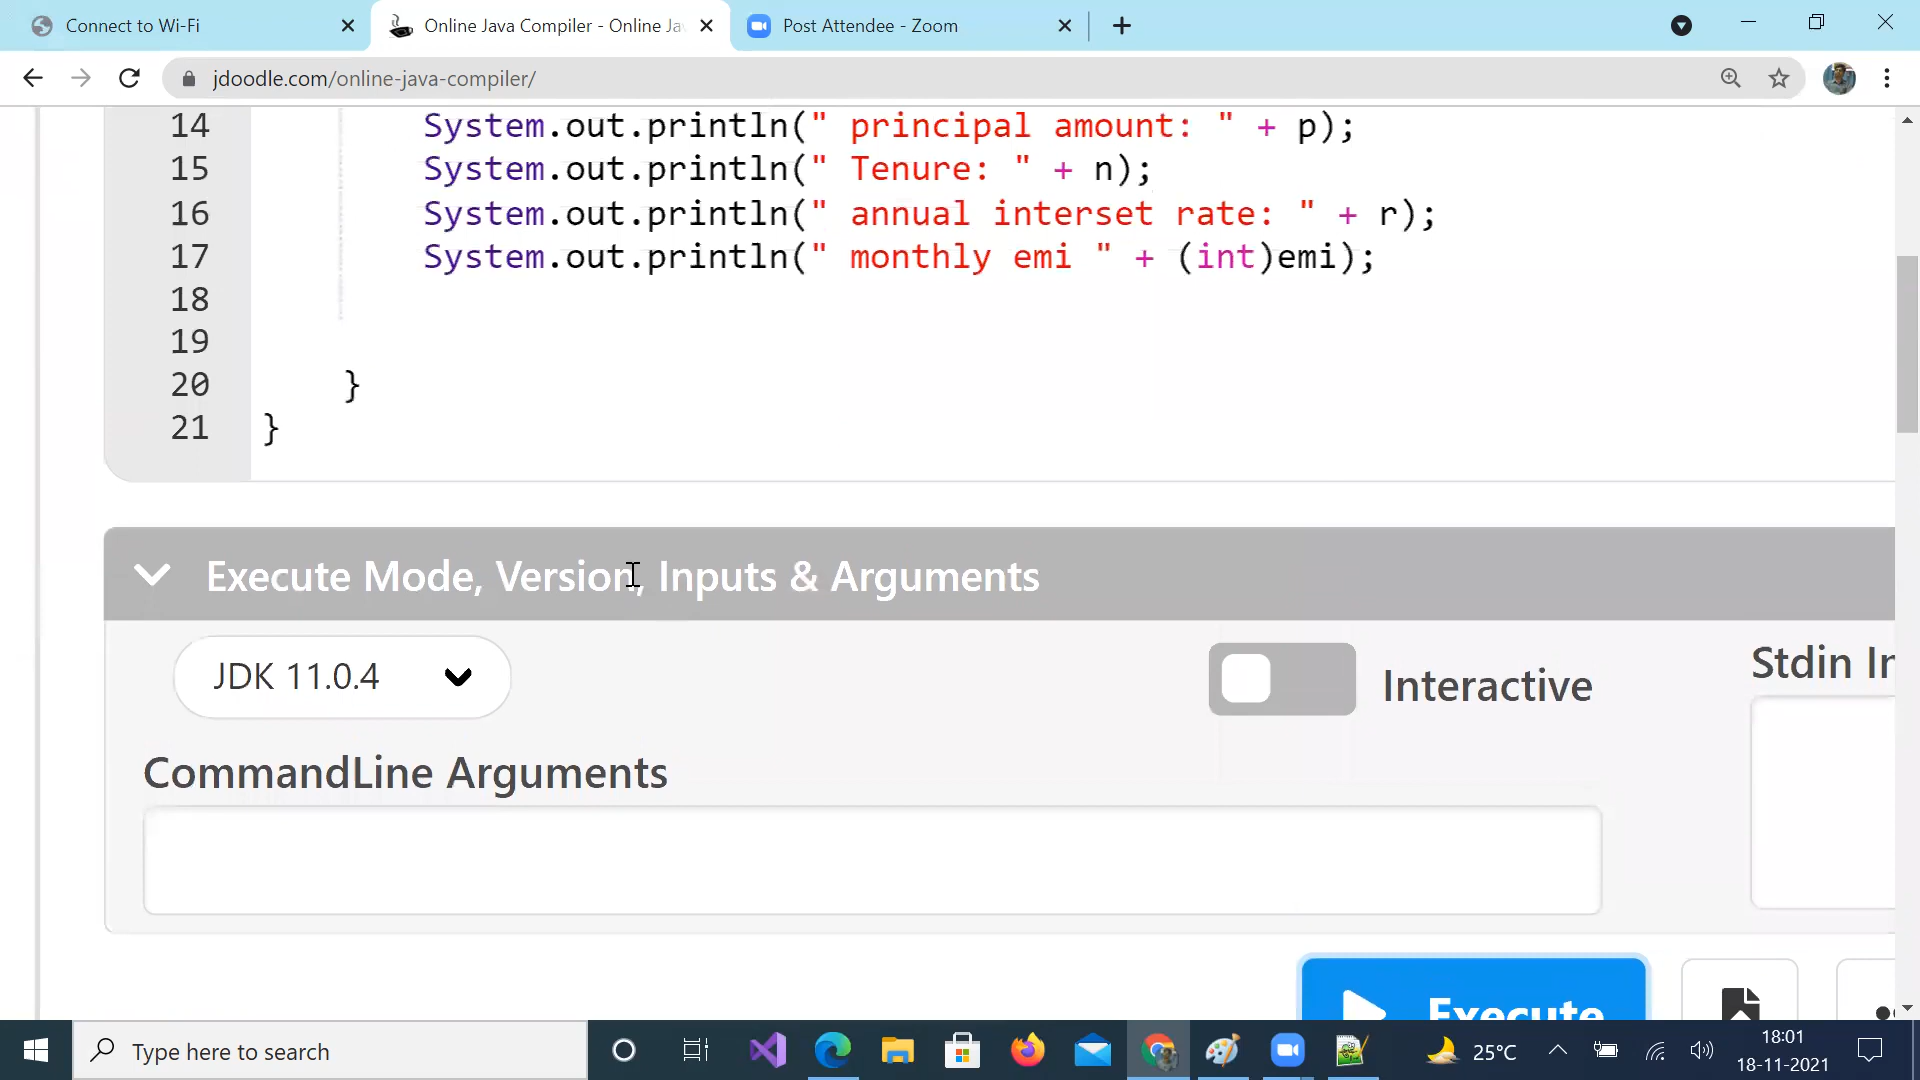 Connect to Wi-Fi
Online Java Compiler - Online Ja
Post Attendee - Zoom
jdoodle.com/online-java-compiler/
14 System.out.println(" principal amount: " + p);
15 System.out.println(" Tenure: " + n);
16 System.out.println(" annual interset rate: " + r);
17 System.out.println(" monthly emi " + (int)emi);
18
19
20 }
21 }
Execute Mode, Version, Inputs & Arguments
JDK 11.0.4
Interactive
Stdin In
CommandLine Arguments
Execute
Type here to search
25°C
18:01
18-11-2021